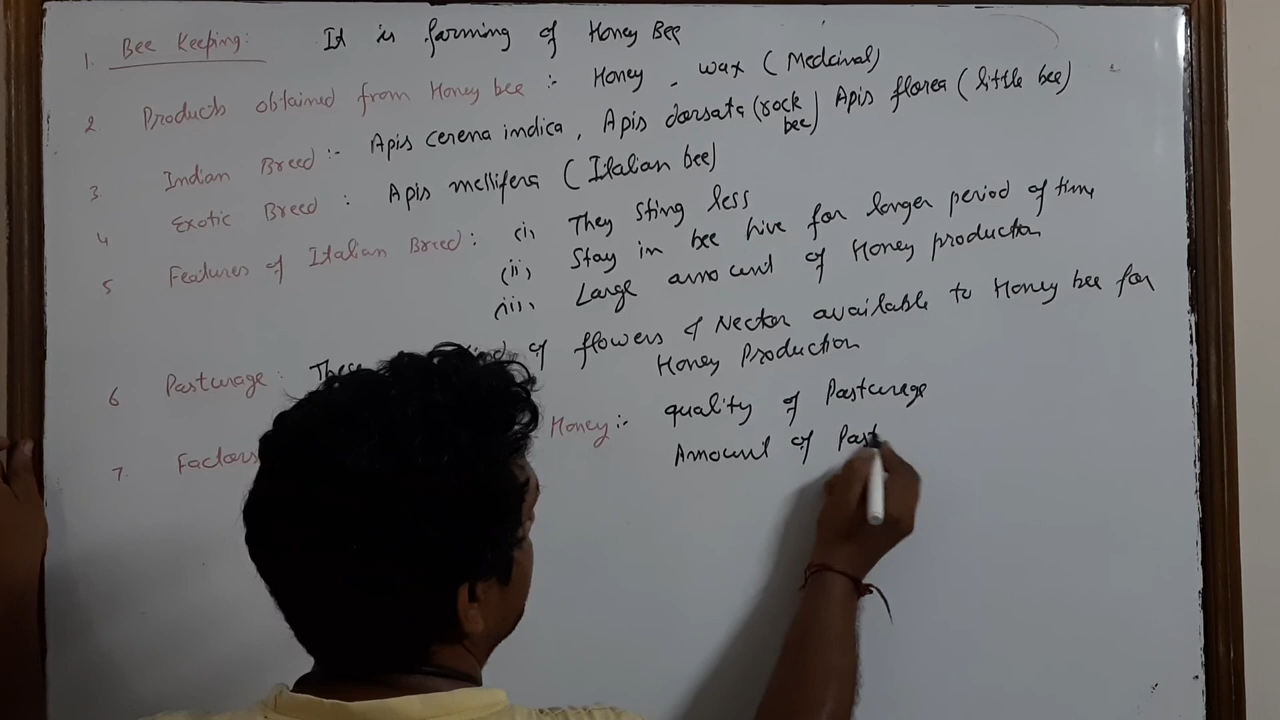 1. Bee Keeping: It is farming of Honey Bee
2 Products obtained from Honey bee :- Honey - wax (Medcinal)
3 Indian Breed :- Apis cerena indica, Apis dorsata (rock bee) Apis florea (little bee)
4 Exotic Breed : Apis mellifera (Italian bee)
5 Features of Italian Breed : (i) They Sting less
(ii) Stay in bee hive for longer period of time
(iii) Large amount of Honey production
6 Pasturage : These of flowers & Nector available to Honey bee for
Honey Production
7. Factors Honey :- quality of Pasturage
Amount of Past